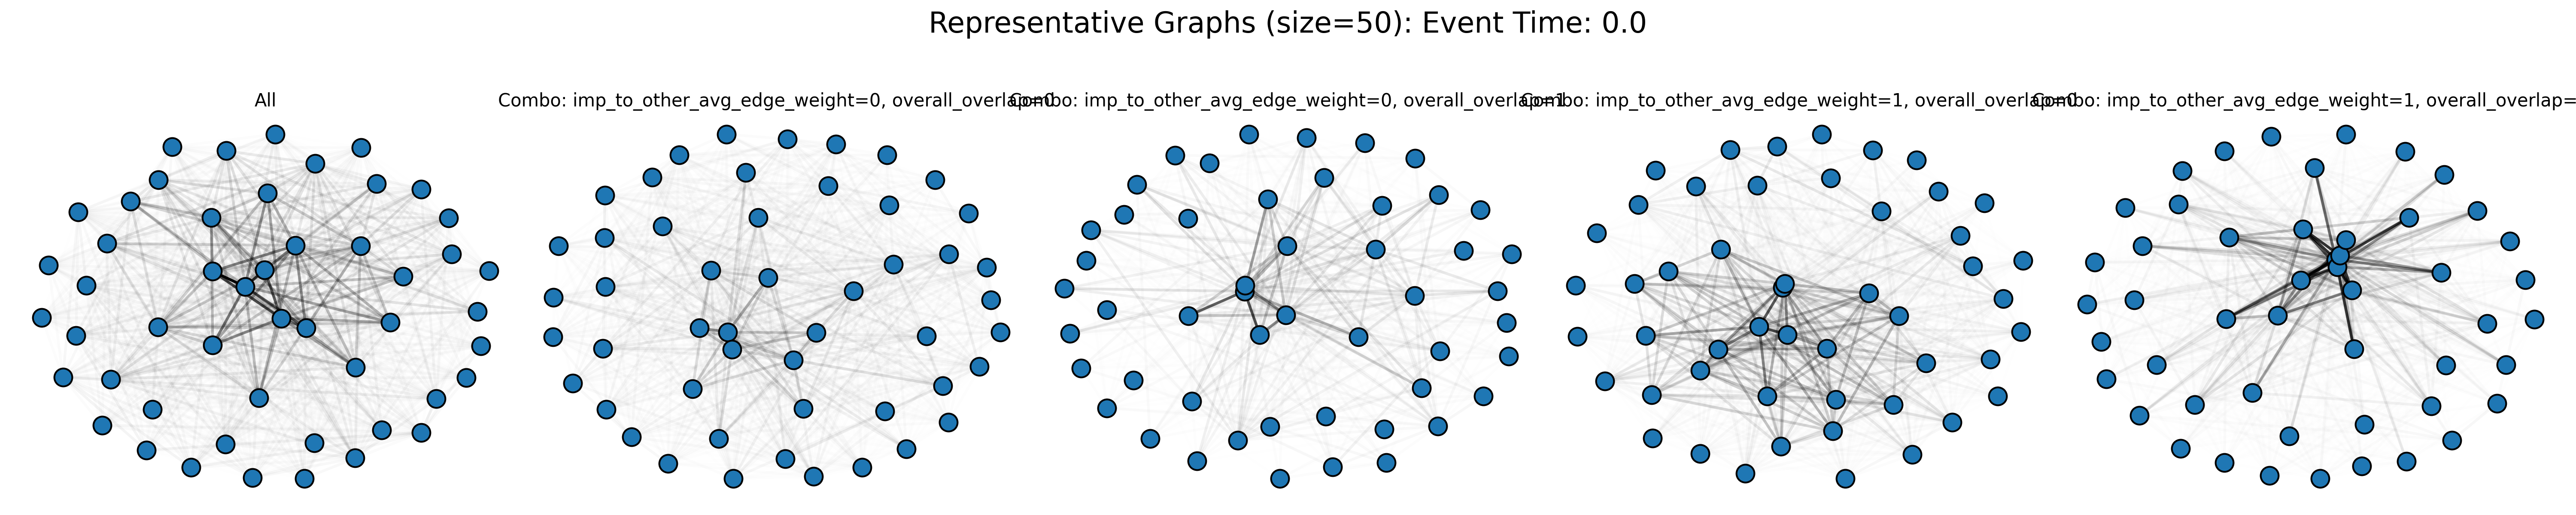 Representative Graphs (size=50): Event Time: 0.0
All
Combo: imp_to_other_avg_edge_weight=0, overall_overlap=0
Combo: imp_to_other_avg_edge_weight=0, overall_overlap=1
Combo: imp_to_other_avg_edge_weight=1, overall_overlap=0
Combo: imp_to_other_avg_edge_weight=1, overall_overlap=